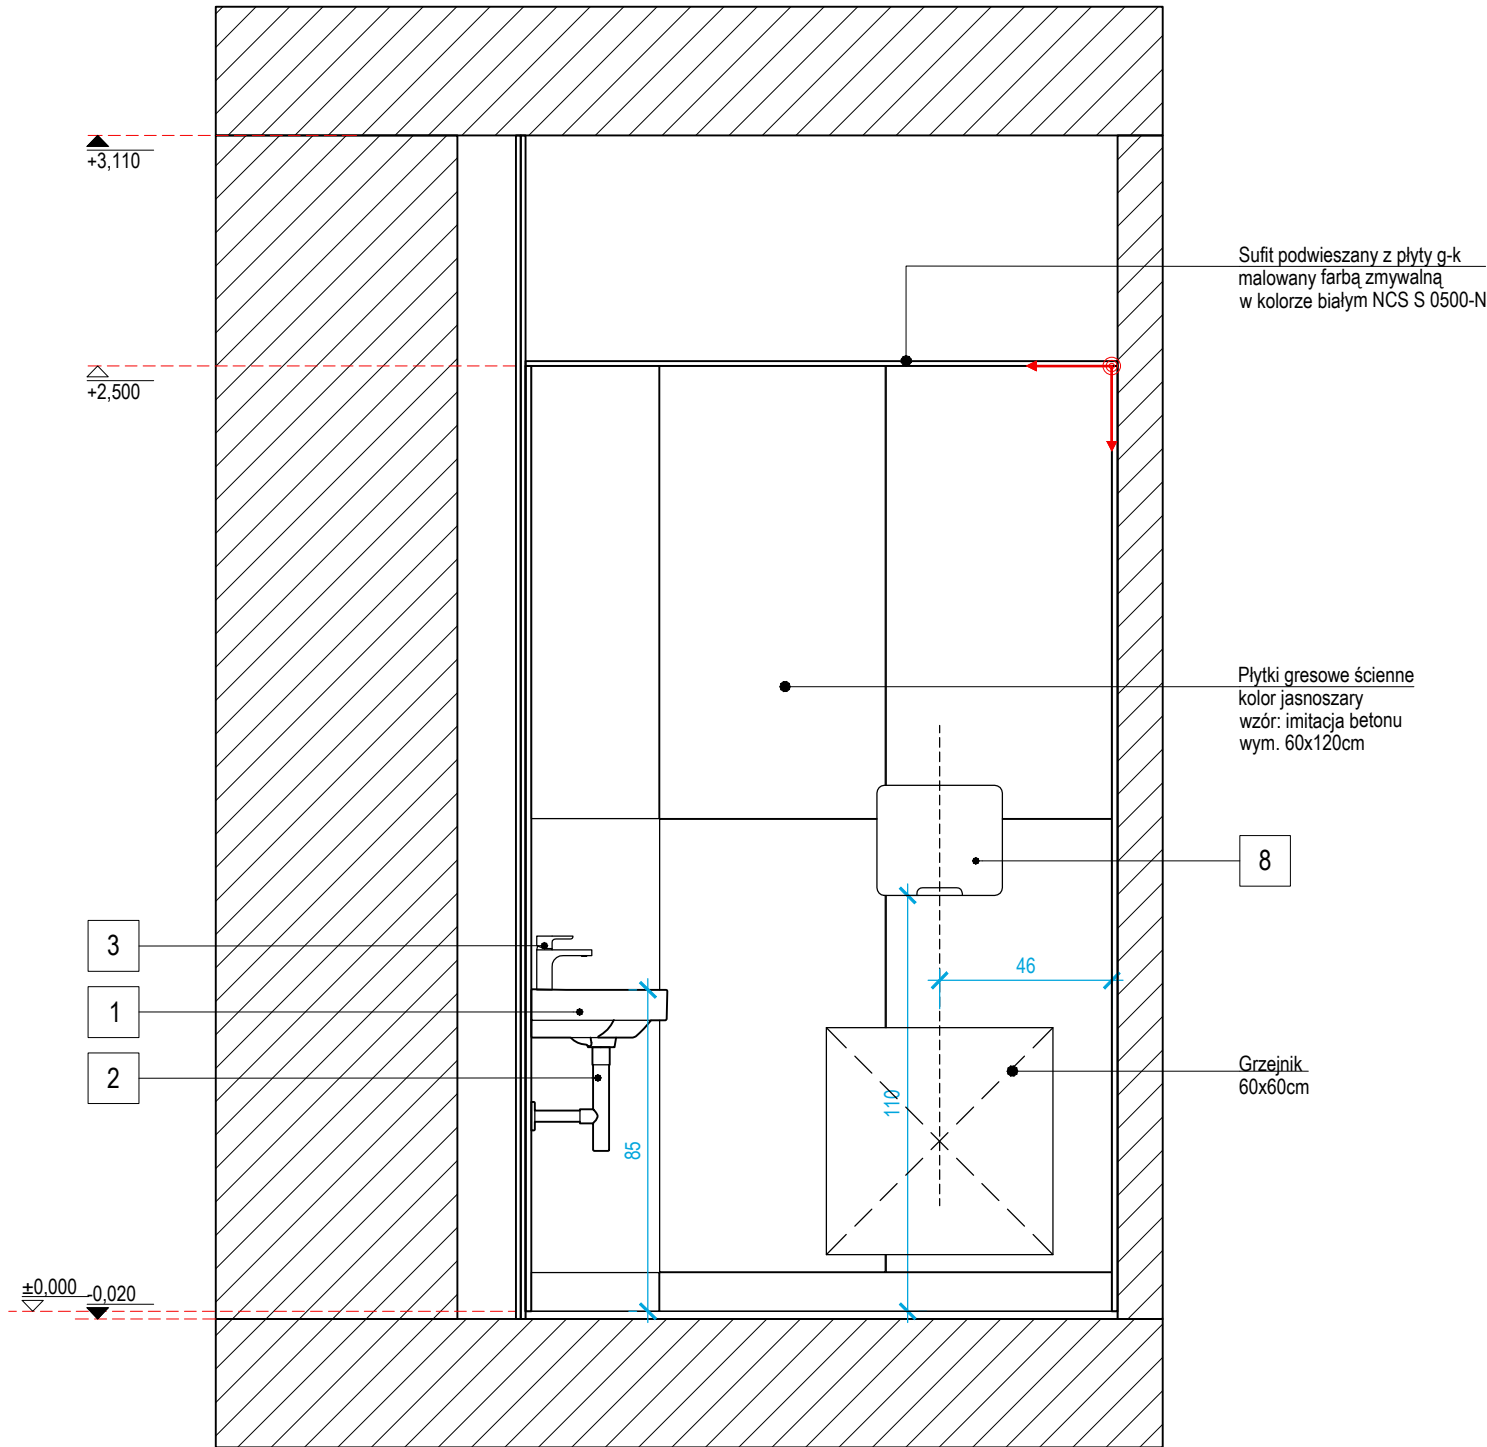 +3,110
Sufit podwieszany z płyty g-k
malowany farbą zmywalną
w kolorze białym NCS S 0500-N
+2,500
Płytki gresowe ścienne
kolor jasnoszary
wzór: imitacja betonu
wym. 60x120cm
8
3
46
1
2
Grzejnik
60x60cm
110
85
±0,000
-0,020